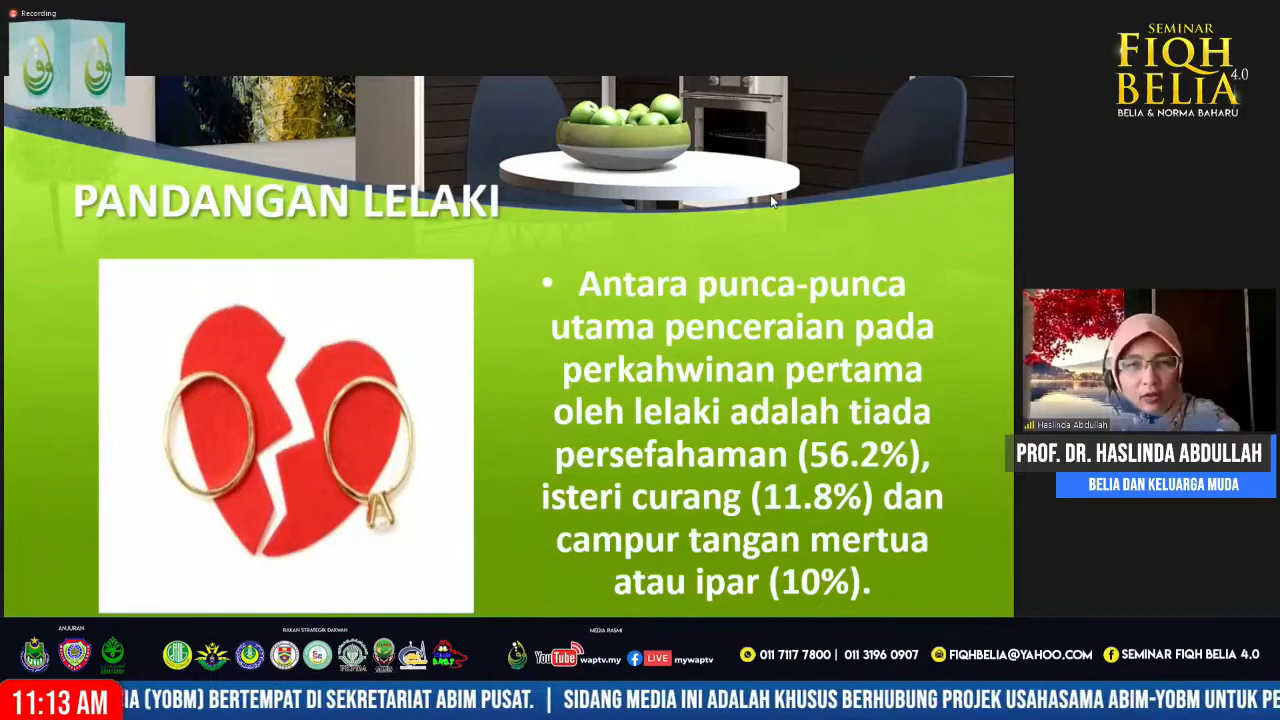 Recording
SEMINAR
FIQH
BELIA 4.0
BELIA & NORMA BAHARU
PANDANGAN LELAKI
• Antara punca-punca
utama penceraian pada
perkahwinan pertama
oleh lelaki adalah tiada
persefahaman (56.2%),
isteri curang (11.8%) dan
campur tangan mertua
atau ipar (10%).
Haslinda Abdullah
PROF. DR. HASLINDA ABDULLAH
BELIA DAN KELUARGA MUDA
ANJURAN
RAKAN STRATEGIK DAKWAH
MEDIA RASMI
YouTube waptv.my
LIVE mywaptv
011 7117 7800 | 011 3196 0907
FIQHBELIA@YAHOO.COM
SEMINAR FIQH BELIA 4.0
11:13 AM
IA (YOBM) BERTEMPAT DI SEKRETARIAT ABIM PUSAT. | SIDANG MEDIA INI ADALAH KHUSUS BERHUBUNG PROJEK USAHASAMA ABIM-YOBM UNTUK PE